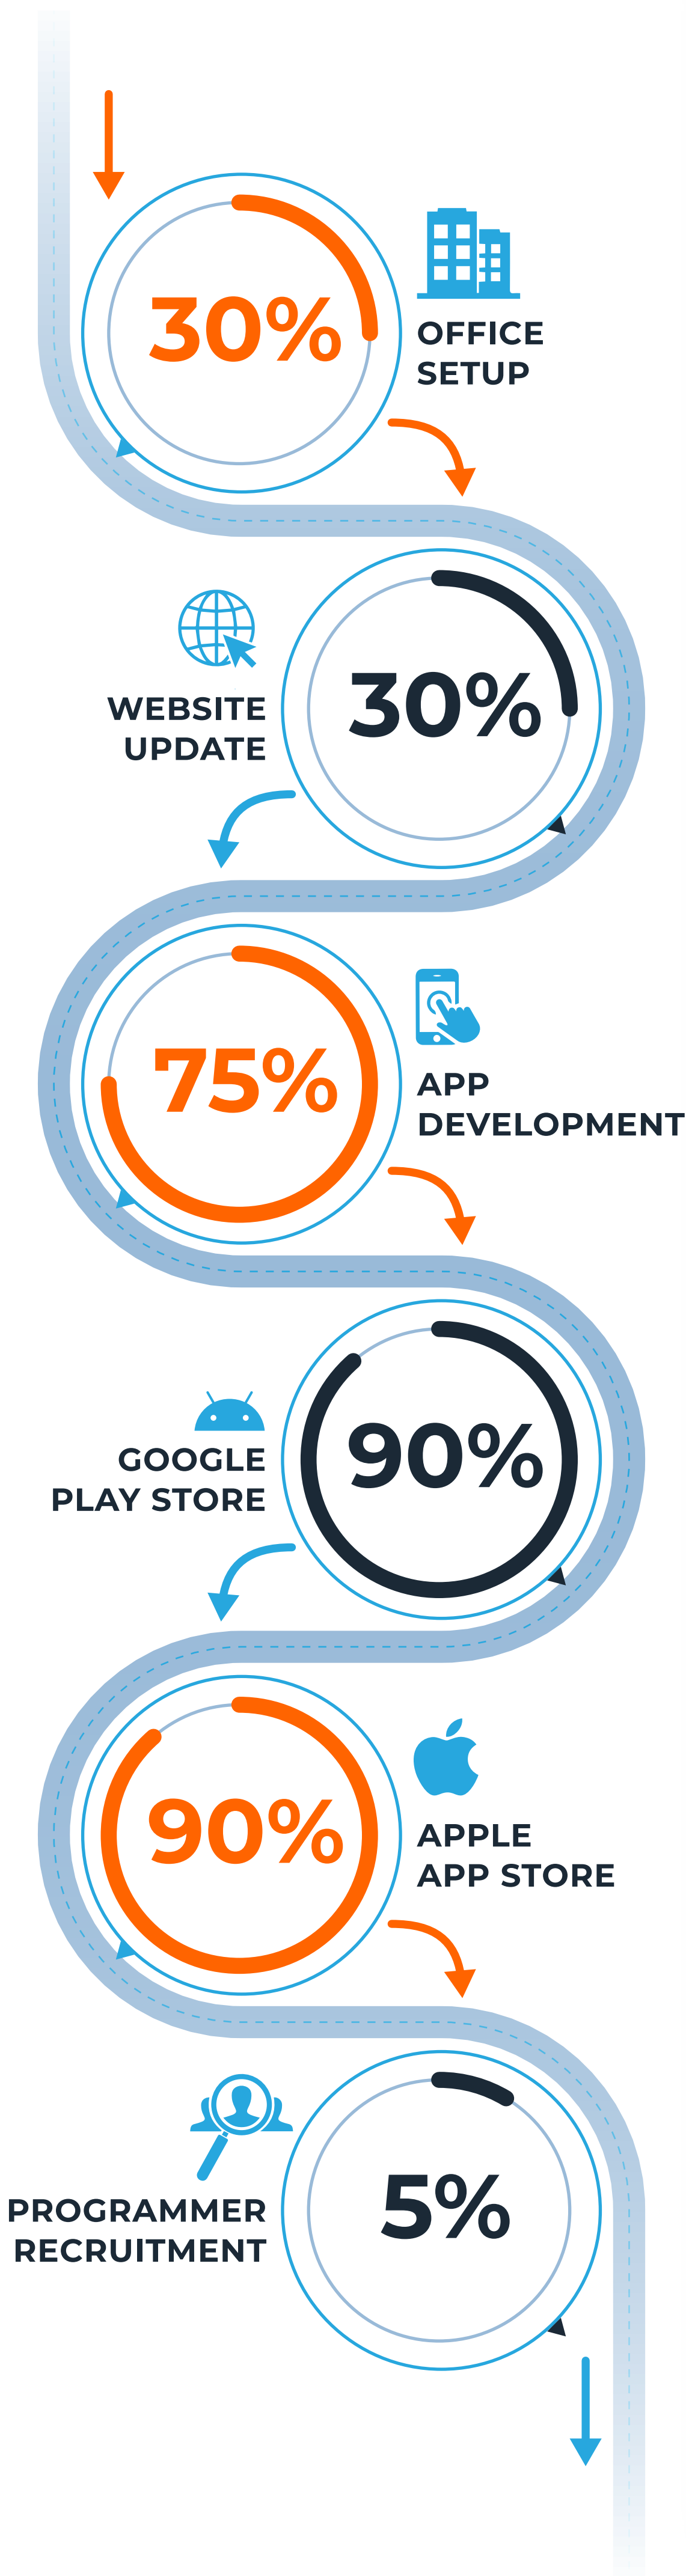 30%
OFFICE
SETUP
WEBSITE
UPDATE
30%
75%
APP
DEVELOPMENT
GOOGLE
PLAY STORE
90%
90%
APPLE
APP STORE
PROGRAMMER
RECRUITMENT
5%